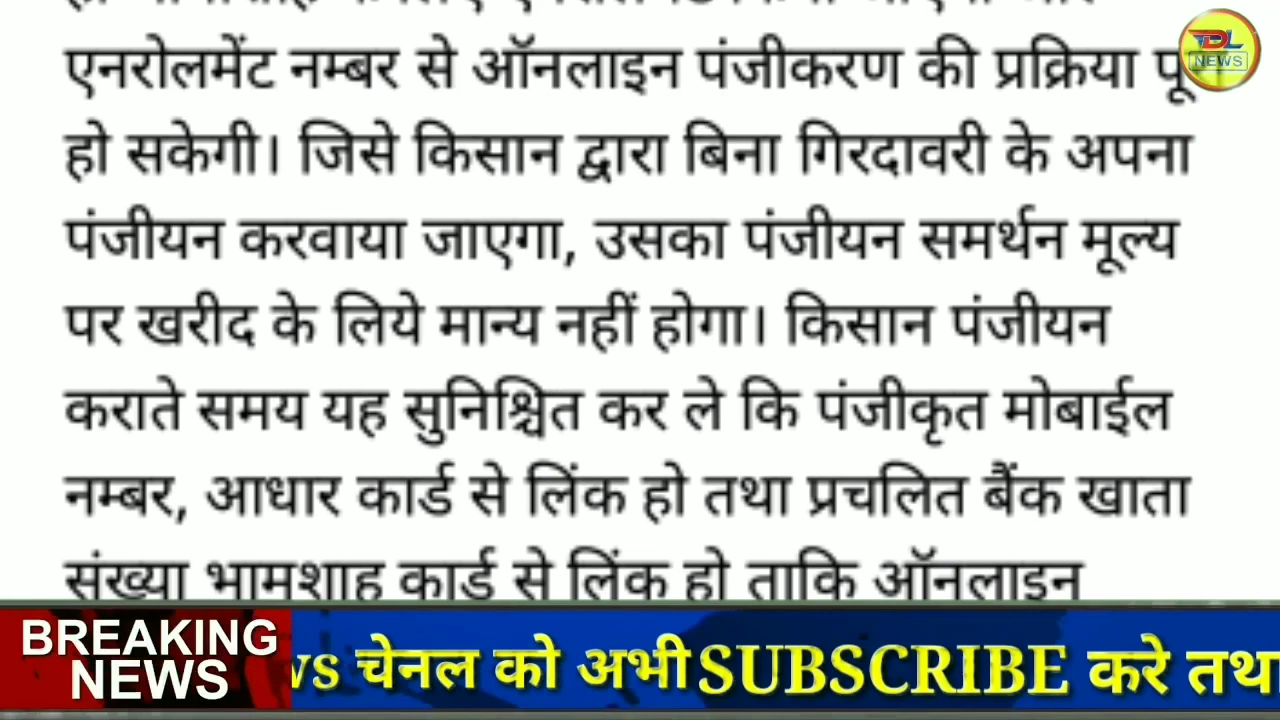 एनरोलमेंट नम्बर से ऑनलाइन पंजीकरण की प्रक्रिया
TDL
NEWS
हो सकेगी। जिसे किसान द्वारा बिना गिरदावरी के अपना
पंजीयन करवाया जाएगा, उसका पंजीयन समर्थन मूल्य
पर खरीद के लिये मान्य नहीं होगा। किसान पंजीयन
कराते समय यह सुनिश्चित कर ले कि पंजीकृत मोबाईल
नम्बर, आधार कार्ड से लिंक हो तथा प्रचलित बैंक खाता
संख्या भामशाह कार्ड से लिंक हो ताकि ऑनलाइन
BREAKING
NEWS
vs चेनल को अभी SUBSCRIBE करे तथा